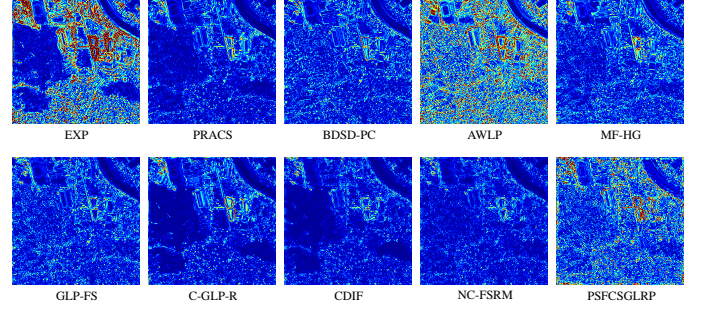 EXP PRACS BDSD-PC AWLP MF-HG
GLP-FS C-GLP-R CDIF NC-FSRM PSFCSGLRP